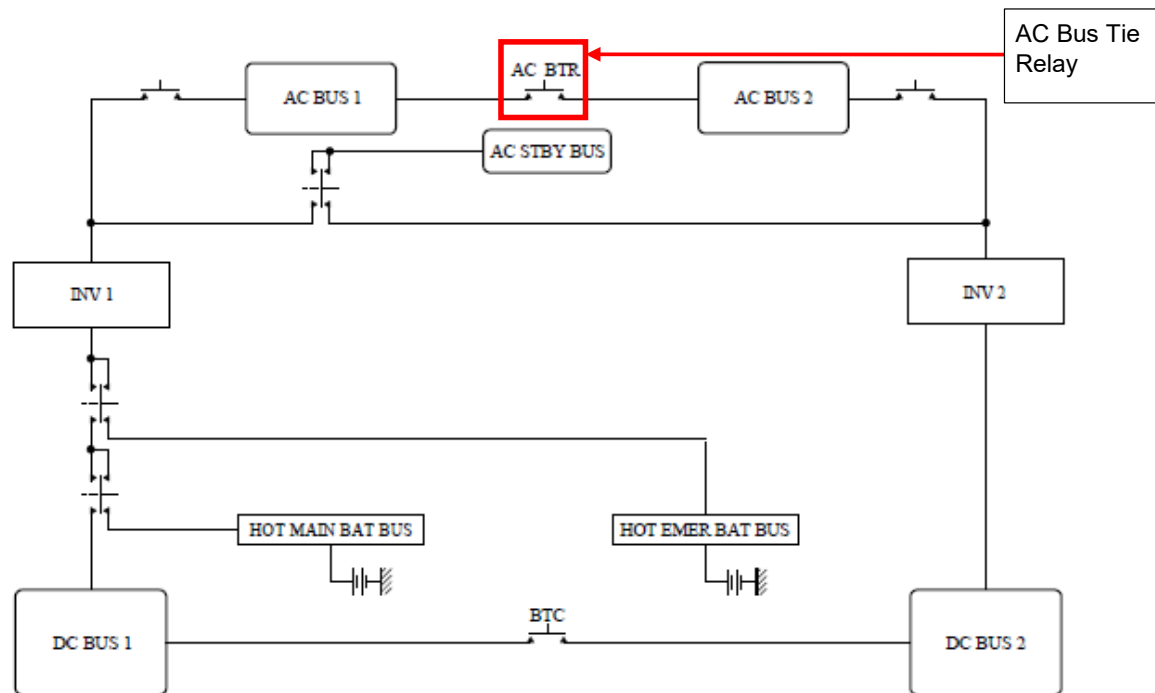 AC Bus Tie
Relay
AC BTR
AC BUS 1
AC BUS 2
AC STBY BUS
INV 1
INV 2
HOT MAIN BAT BUS
HOT EMER BAT BUS
BTC
DC BUS 1
DC BUS 2